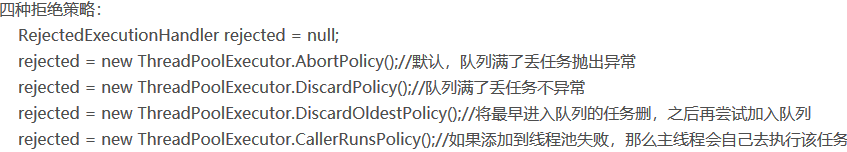 四种拒绝策略：
RejectedExecutionHandler rejected = null;
rejected = new ThreadPoolExecutor.AbortPolicy();//默认，队列满了丢任务抛出异常
rejected = new ThreadPoolExecutor.DiscardPolicy();//队列满了丢任务不异常
rejected = new ThreadPoolExecutor.DiscardOldestPolicy();//将最早进入队列的任务删，之后再尝试加入队列
rejected = new ThreadPoolExecutor.CallerRunsPolicy();//如果添加到线程池失败，那么主线程会自己去执行该任务